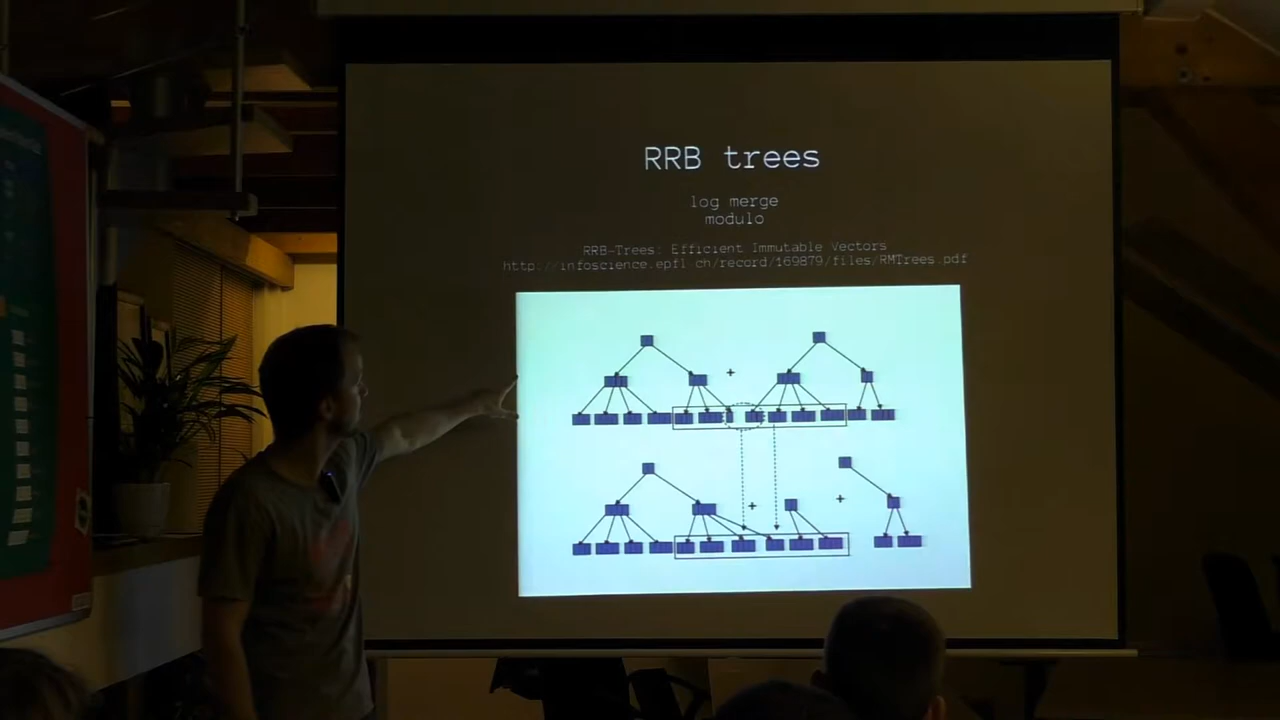 RRB trees
log merge
modulo
RRB-Trees: Efficient Immutable Vectors
http://infoscience.epfl.ch/record/169879/files/RMTrees.pdf
+
+
+